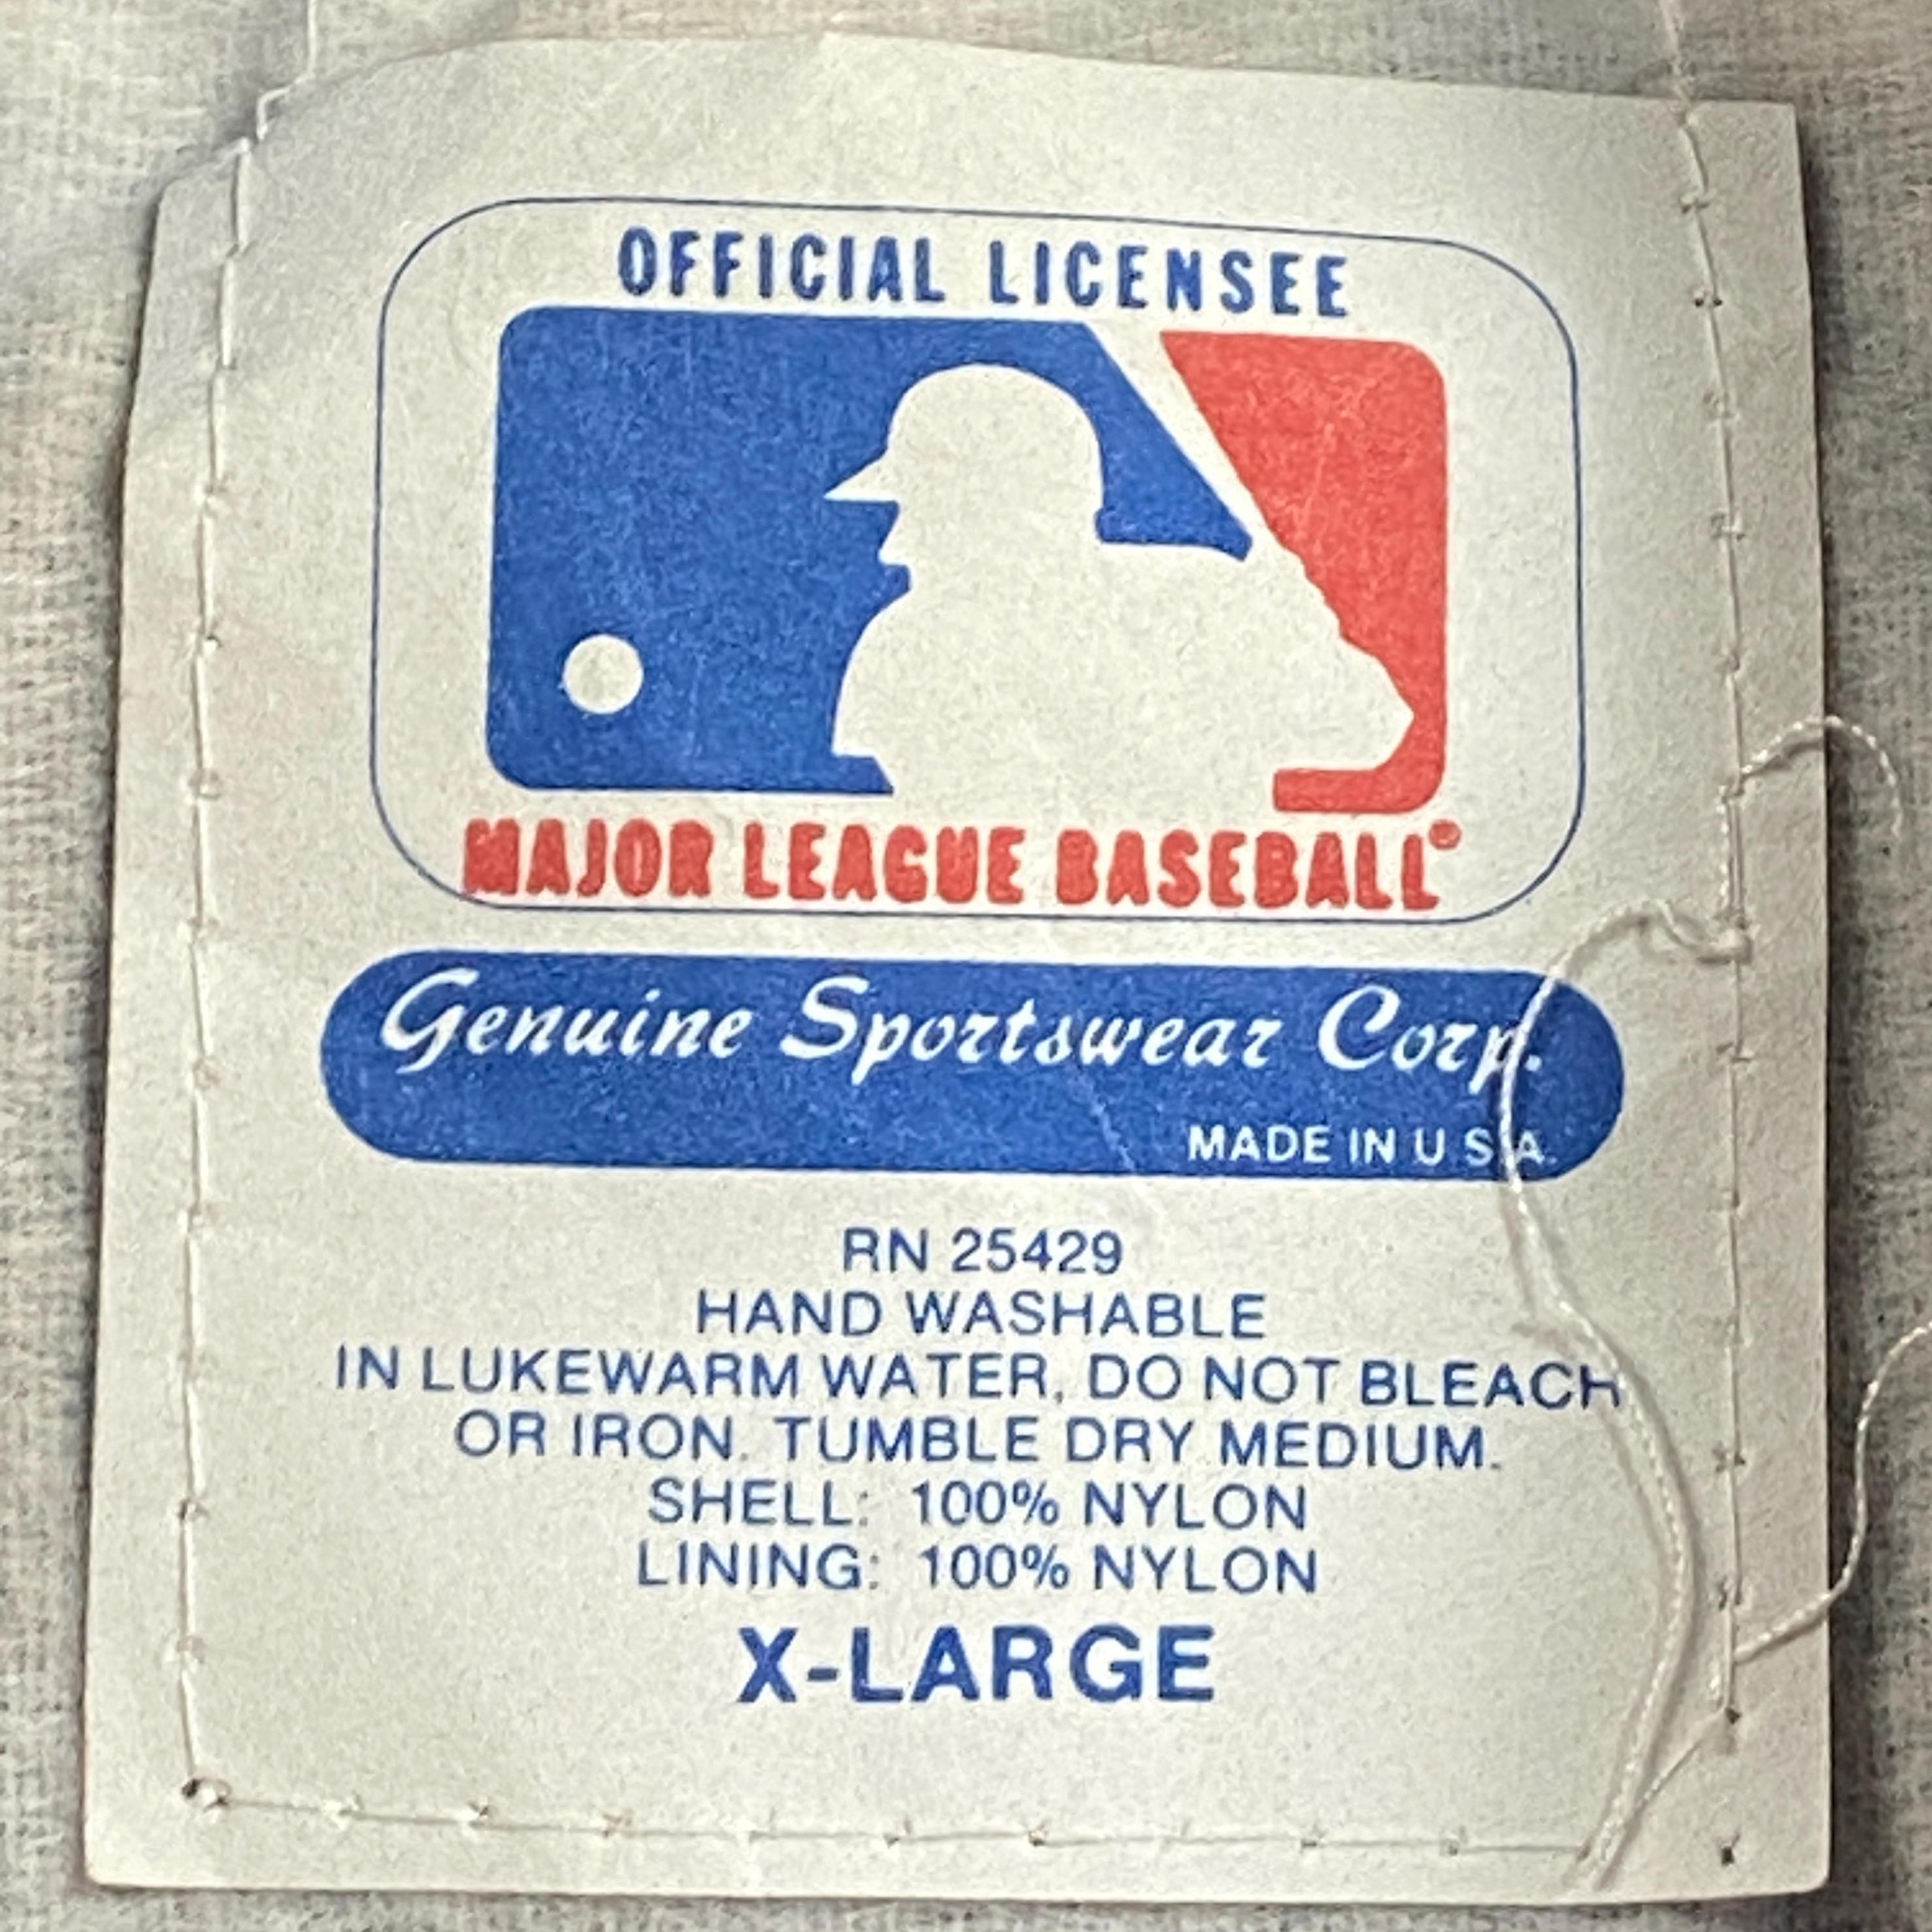 OFFICIAL LICENSEE
MAJOR LEAGUE BASEBALL®
Genuine Sportswear Corp.
MADE IN U.S.A.
RN 25429
HAND WASHABLE
IN LUKEWARM WATER, DO NOT BLEACH
OR IRON. TUMBLE DRY MEDIUM.
SHELL: 100% NYLON
LINING: 100% NYLON
X-LARGE